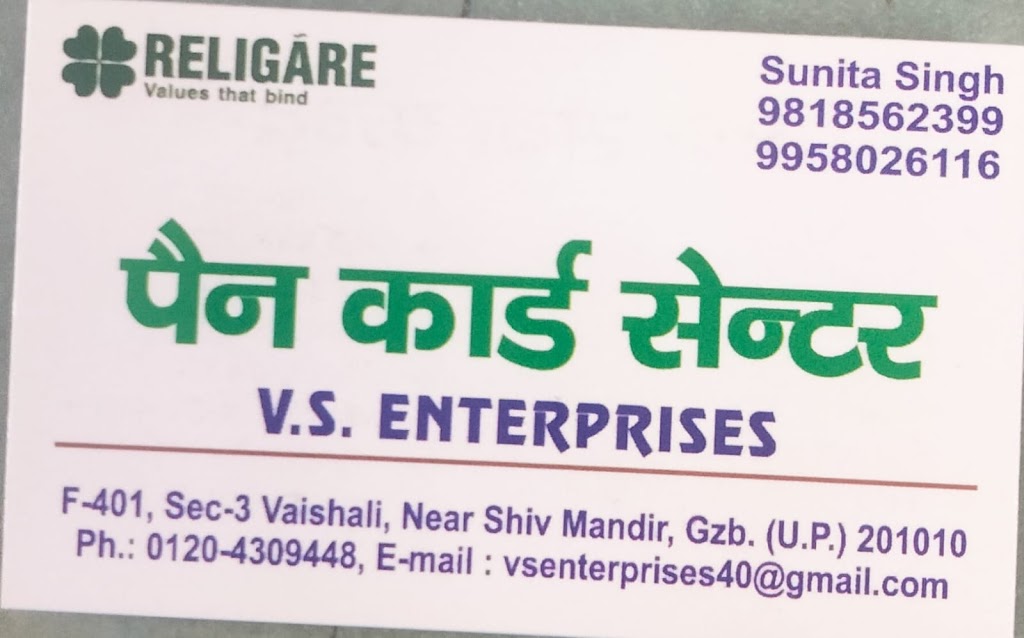 RELIGARE
Values that bind
Sunita Singh
9818562399
9958026116
पैन कार्ड सेन्टर
V.S. ENTERPRISES
F-401, Sec-3 Vaishali, Near Shiv Mandir, Gzb. (U.P.) 201010
Ph.: 0120-4309448, E-mail : vsenterprises40@gmail.com